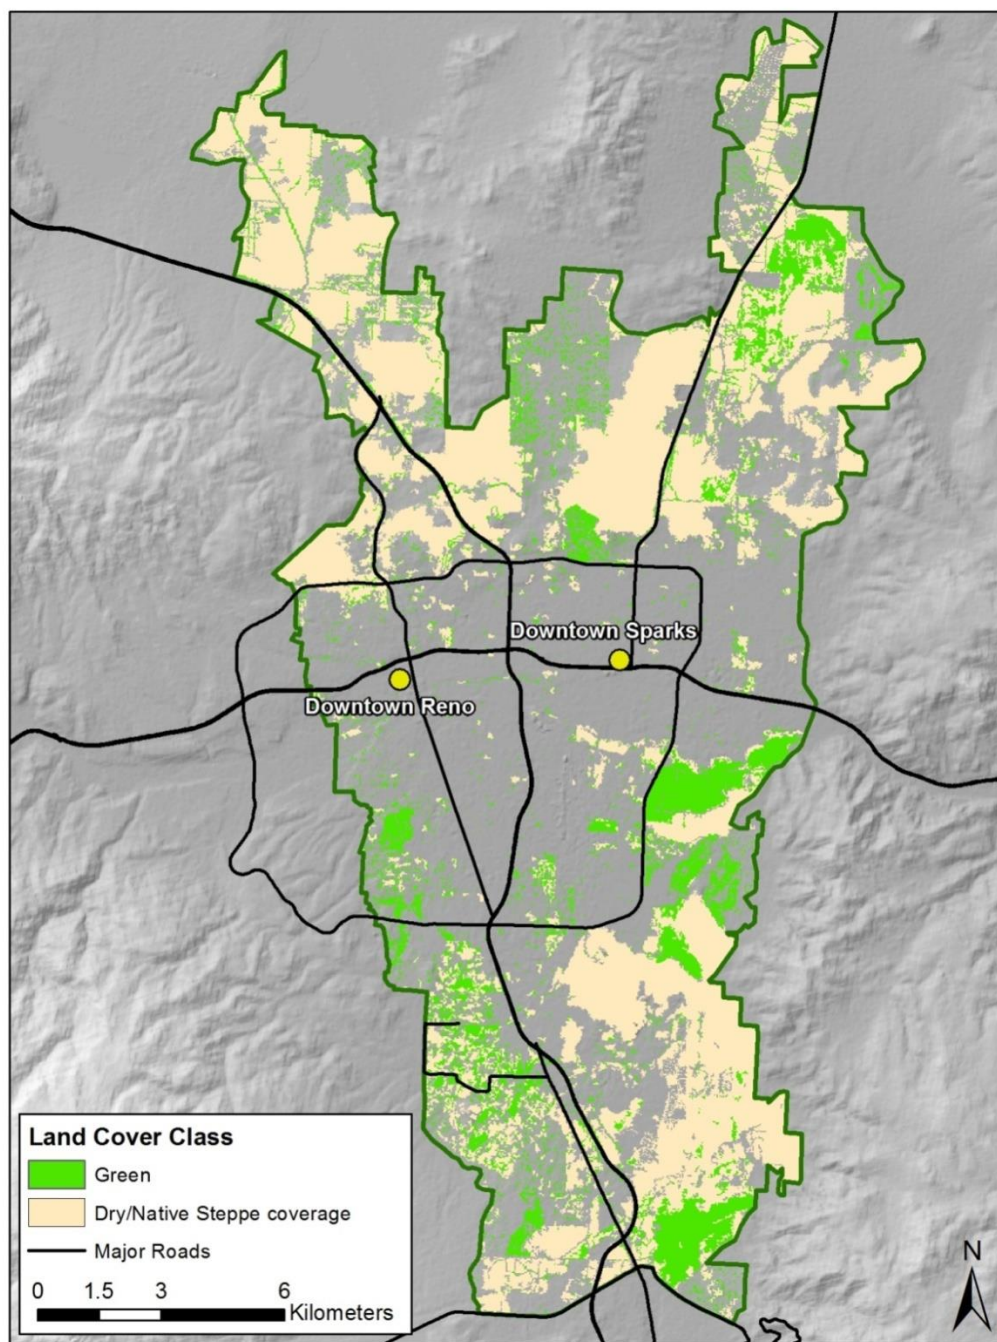 Downtown Sparks
Downtown Reno
Land Cover Class
Green
Dry/Native Steppe coverage
Major Roads
0 1.5 3 6
Kilometers
N